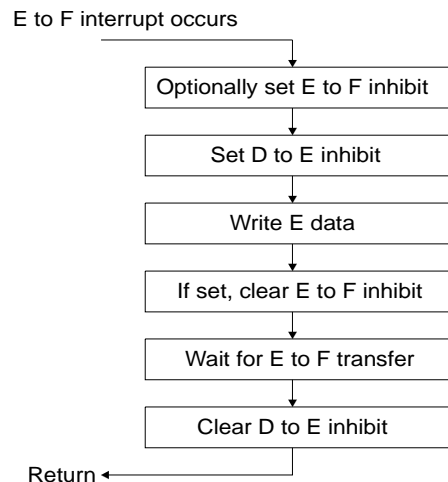 E to F interrupt occurs
Optionally set E to F inhibit
Set D to E inhibit
Write E data
If set, clear E to F inhibit
Wait for E to F transfer
Clear D to E inhibit
Return